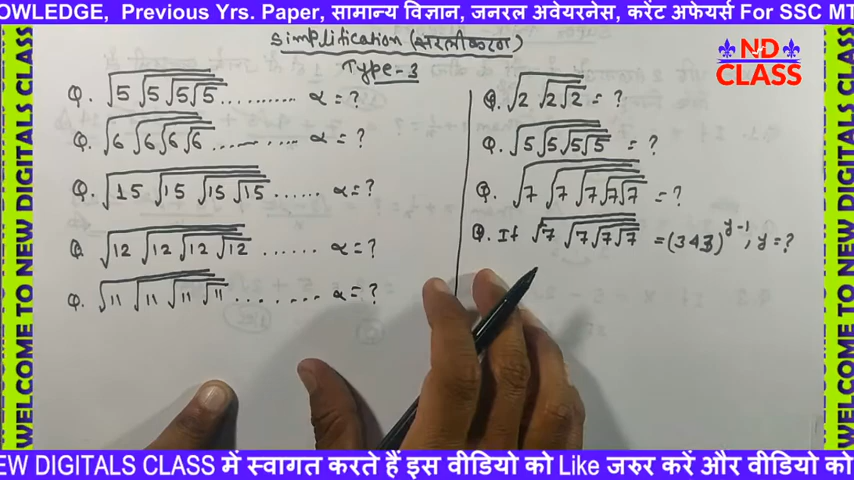 OWLEDGE, Previous Yrs. Paper, सामान्य विज्ञान, जनरल अवेयरनेस, करेंट अफेयर्स For SSC MT
Simplification (सरलीकरण)
Type-3
ND
CLASS
Q. √5√5√5√5.......... α=?
Q. √6√6√6√6.......... α=?
Q. √15√15√15√15...... α=?
Q. √12√12√12√12...... α=?
Q. √11√11√11√11........ α=?
Q. √2√2√2=?
Q. √5√5√5√5=?
Q. √7√7√7√7√7=?
Q. If √7√7√7√7=(343)^y-1, y=?
WELCOME TO NEW DIGITALS CLASS
WELCOME TO NEW DIGITALS CLASS
EW DIGITALS CLASS में स्वागत करते हैं इस वीडियो को Like जरुर करें और वीडियो को